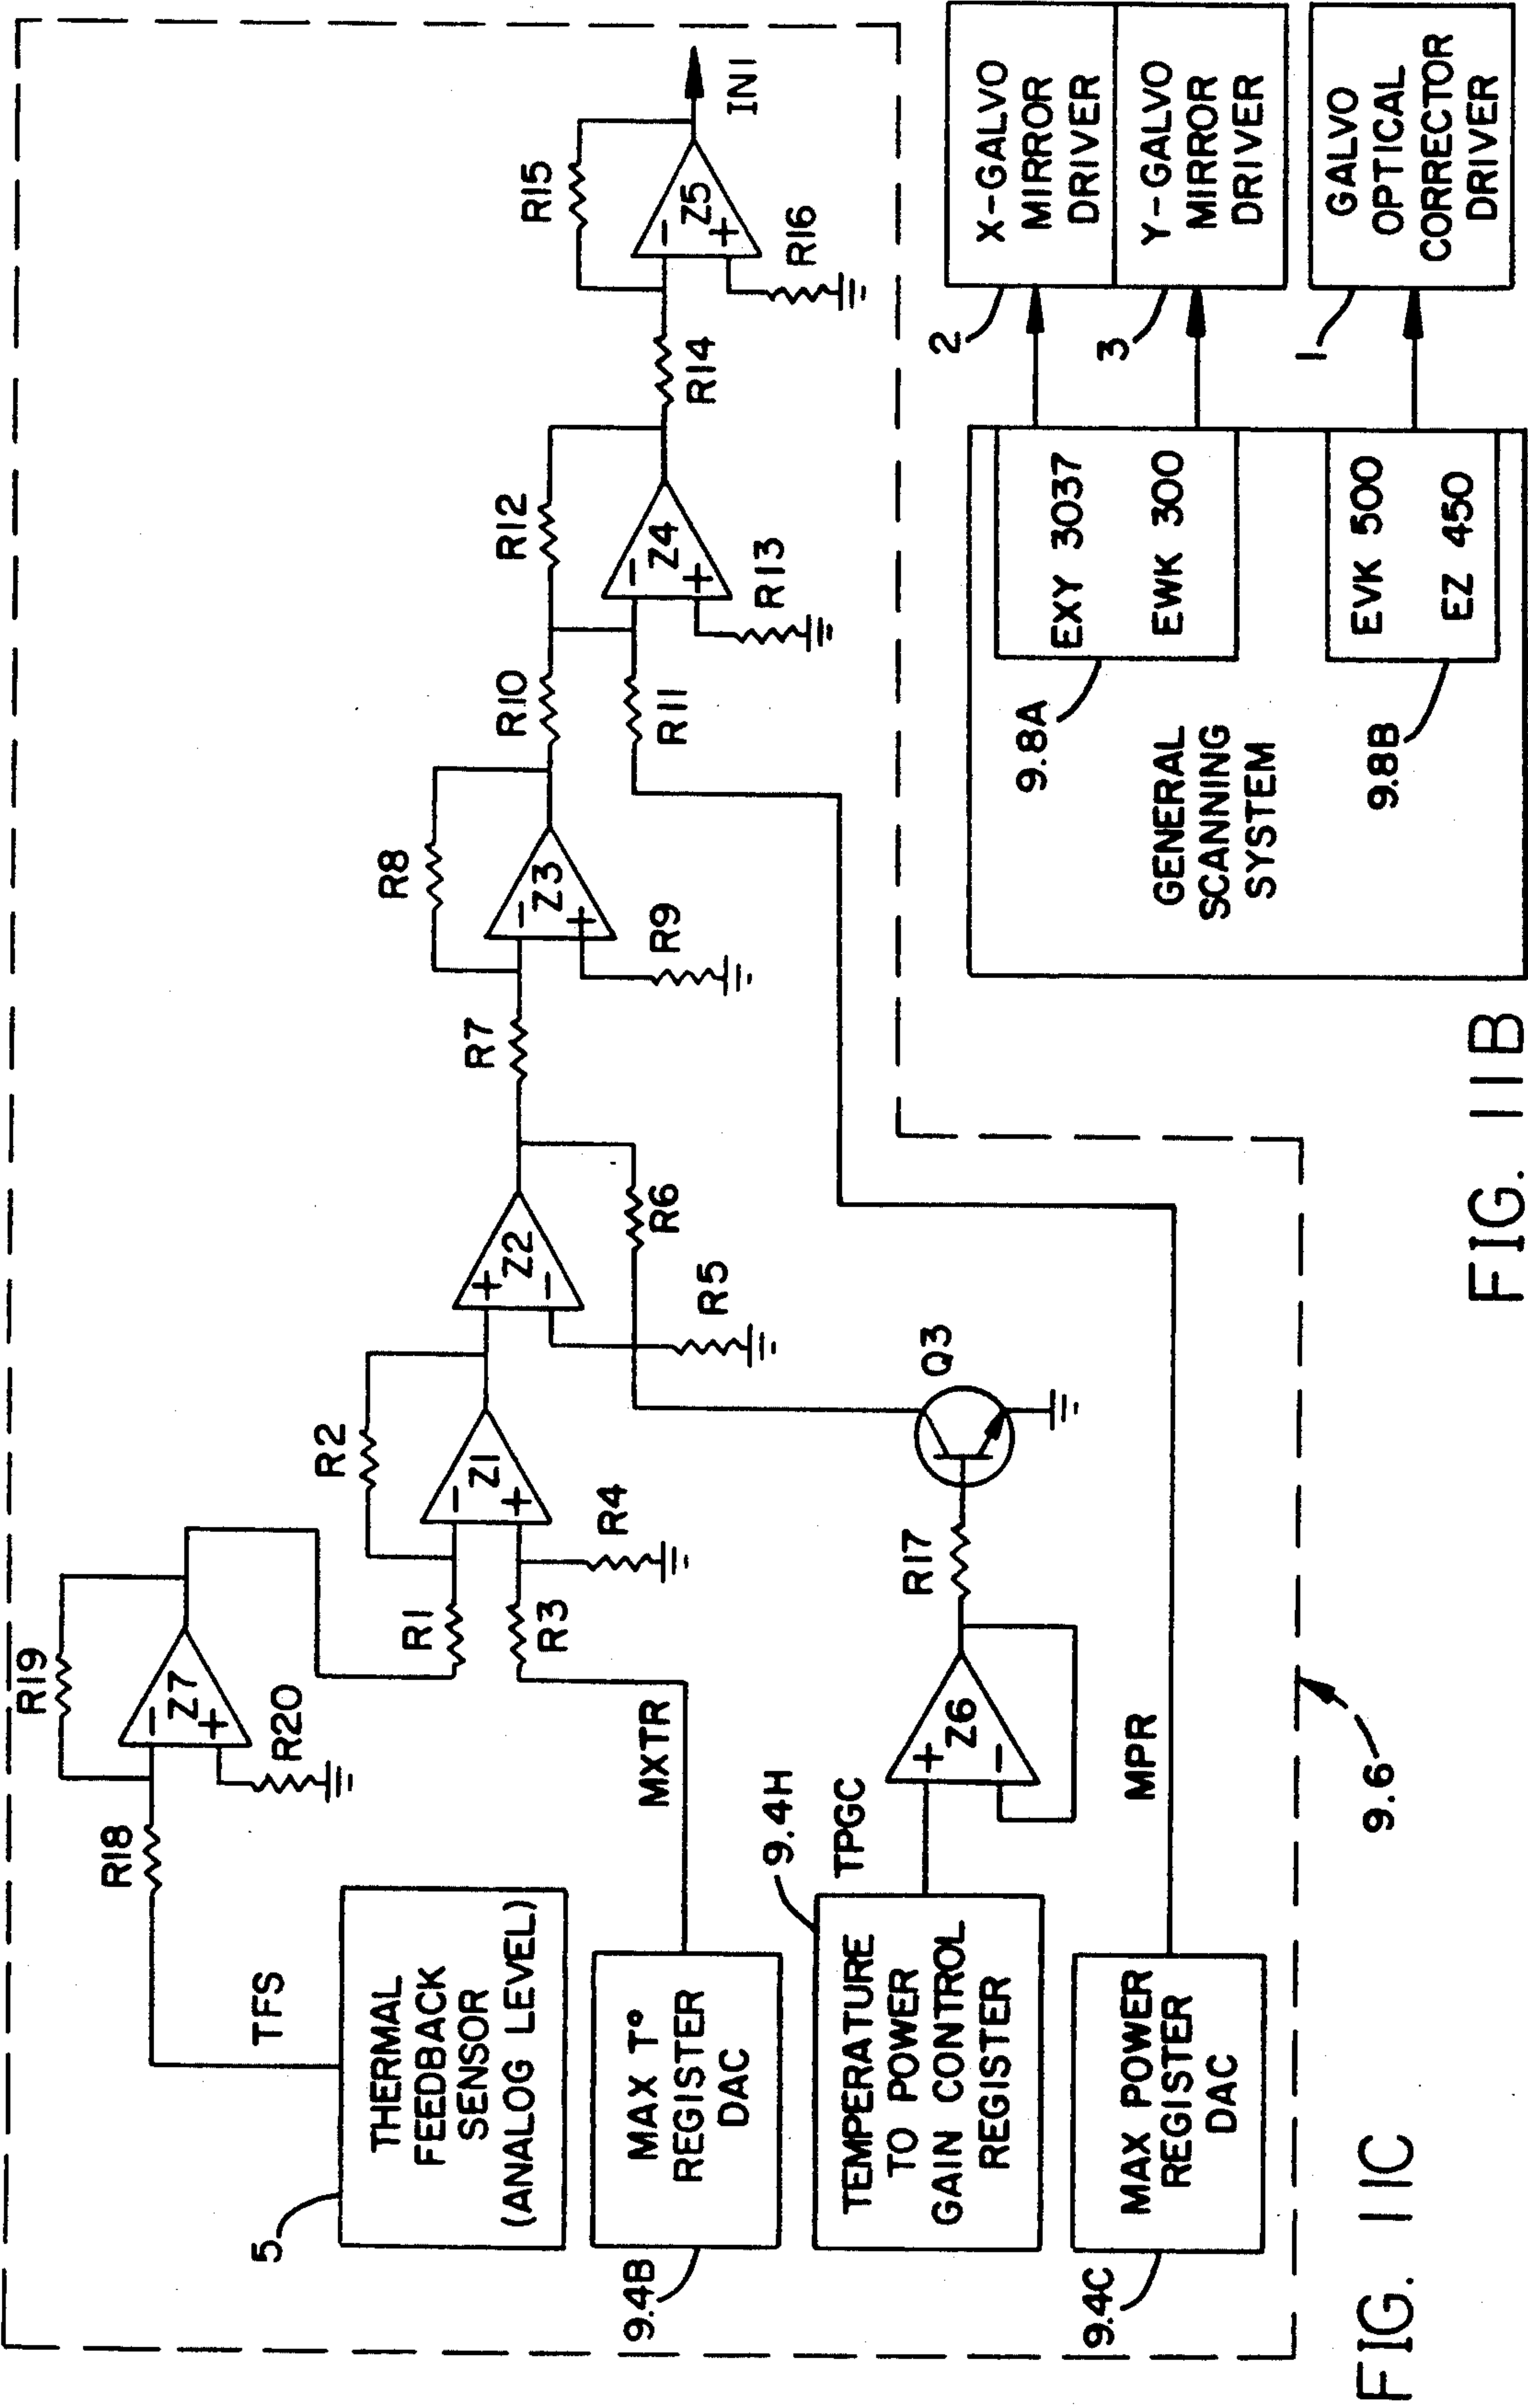 R19
R18
Z7
−
+
R20
TFS
THERMAL
FEEDBACK
SENSOR
(ANALOG LEVEL)
5
R1
R2
Z1
−
+
R3
R4
MXTR
MAX T°
REGISTER
DAC
9.4B
Z2
+
−
R5
R6
R7
R8
Z3
−
+
R9
R10
R11
R12
Z4
−
+
R13
R14
R15
Z5
−
+
R16
IN1
9.4H
TPGC
TEMPERATURE
TO POWER
GAIN CONTROL
REGISTER
Z6
+
−
R17
Q3
MPR
MAX POWER
REGISTER
DAC
9.4C
9.6
FIG. 11C
GENERAL
SCANNING
SYSTEM
9.8A
EXY 3037
EWK 300
9.8B
EVK 500
EZ 450
2
X-GALVO
MIRROR
DRIVER
3
Y-GALVO
MIRROR
DRIVER
1
GALVO
OPTICAL
CORRECTOR
DRIVER
FIG. 11B